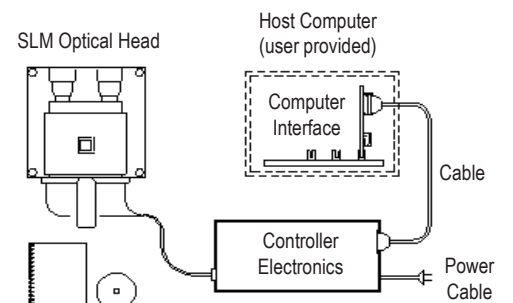 Host Computer
(user provided)
SLM Optical Head
Computer
Interface
Cable
Controller
Electronics
Power
Cable